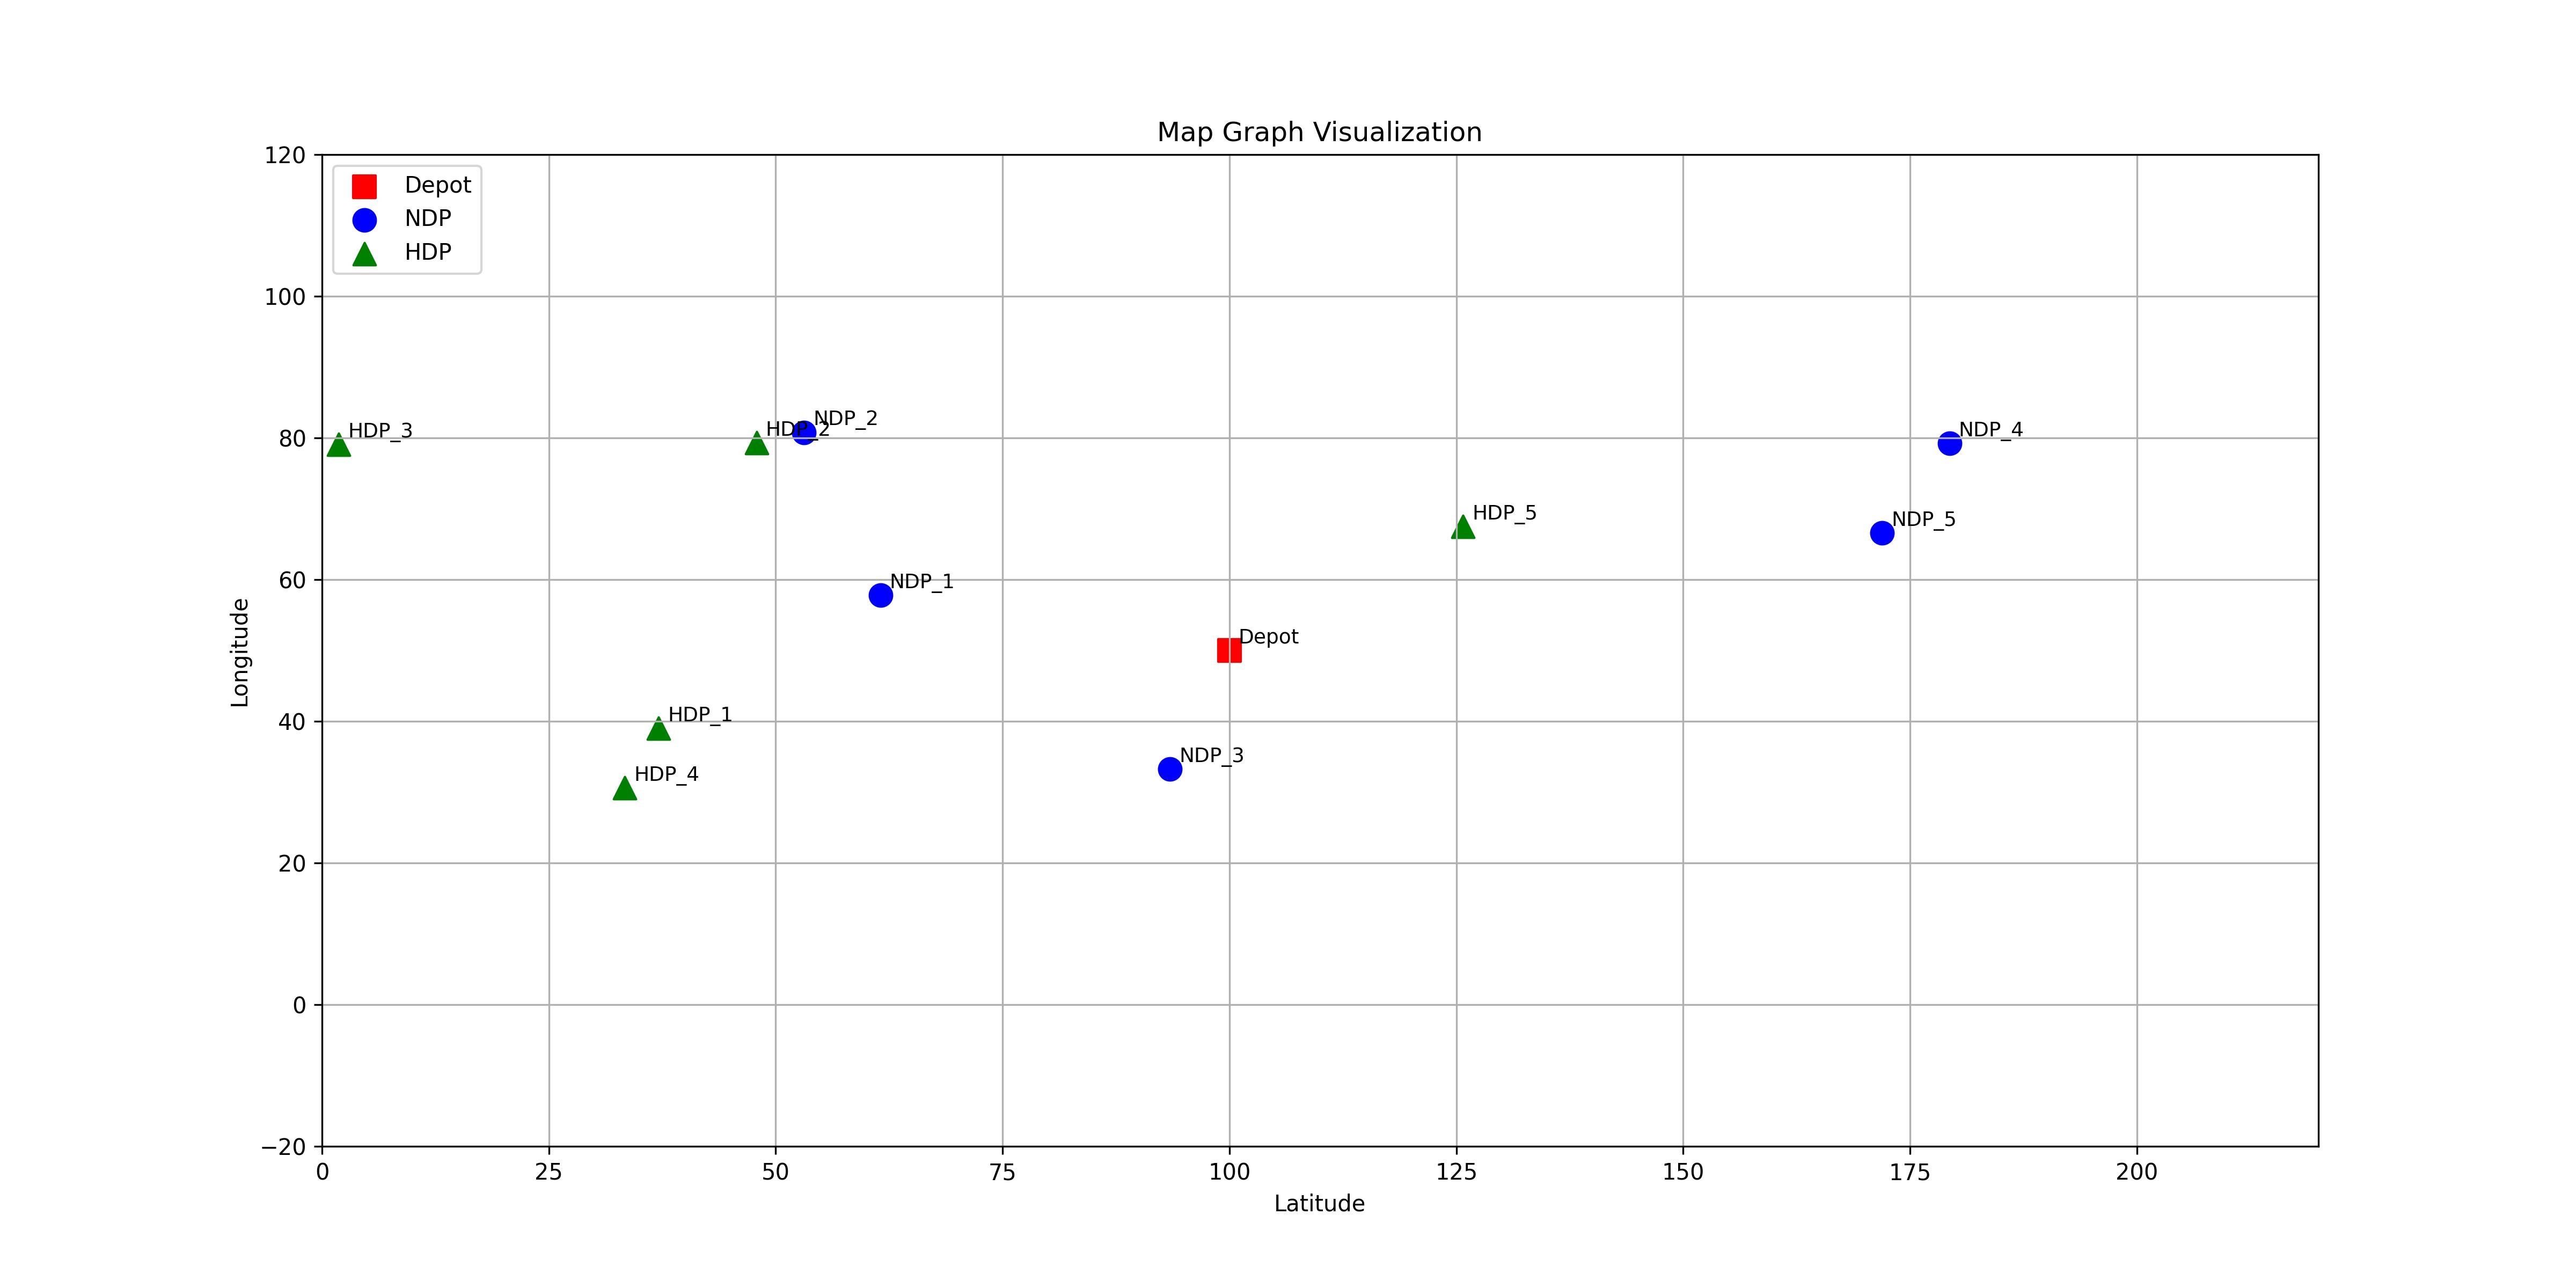 Map Graph Visualization
120
100
80
60
40
20
0
−20
Longitude
Depot
NDP
HDP
HDP_3
HDP_2
NDP_2
NDP_4
HDP_5
NDP_5
NDP_1
Depot
HDP_1
NDP_3
HDP_4
0 25 50 75 100 125 150 175 200
Latitude